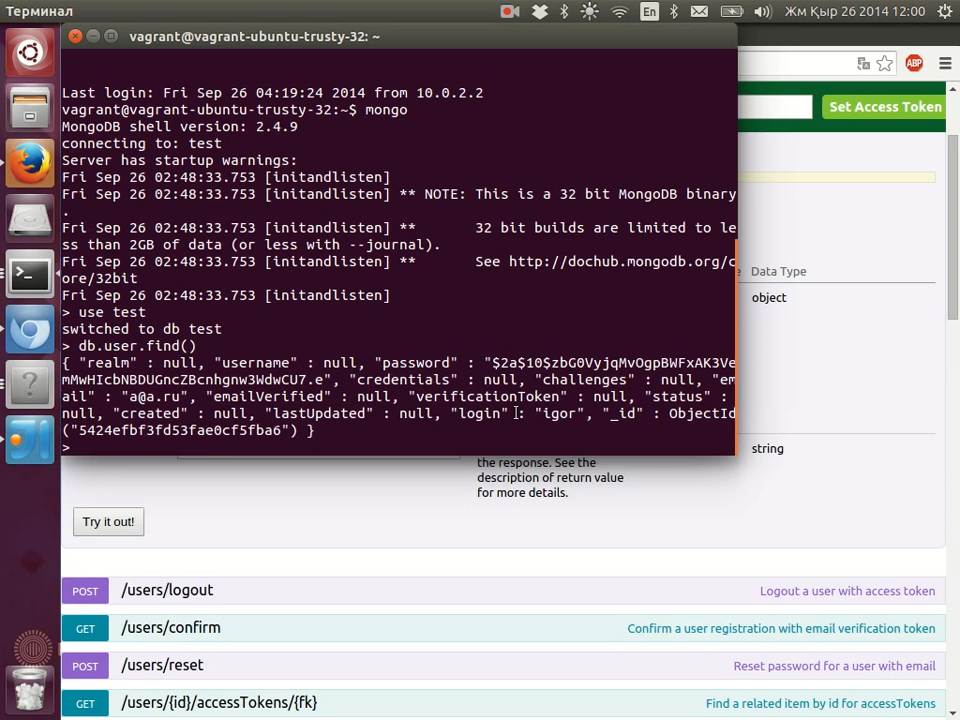 Терминал
En
Жм Қыр 26 2014 12:00
vagrant@vagrant-ubuntu-trusty-32: ~
ABP
Last login: Fri Sep 26 04:19:24 2014 from 10.0.2.2
vagrant@vagrant-ubuntu-trusty-32:~$ mongo
MongoDB shell version: 2.4.9
connecting to: test
Server has startup warnings:
Fri Sep 26 02:48:33.753 [initandlisten]
Fri Sep 26 02:48:33.753 [initandlisten] ** NOTE: This is a 32 bit MongoDB binary
.
Fri Sep 26 02:48:33.753 [initandlisten] **       32 bit builds are limited to le
ss than 2GB of data (or less with --journal).
Fri Sep 26 02:48:33.753 [initandlisten] **       See http://dochub.mongodb.org/c
ore/32bit
Fri Sep 26 02:48:33.753 [initandlisten]
> use test
switched to db test
> db.user.find()
{ "realm" : null, "username" : null, "password" : "$2a$10$zbG0VyjqMvOgpBWFxAK3Ve
mMwHIcbNBDUGncZBcnhgnw3WdwCU7.e", "credentials" : null, "challenges" : null, "em
ail" : "a@a.ru", "emailVerified" : null, "verificationToken" : null, "status" :
null, "created" : null, "lastUpdated" : null, "login" : "igor", "_id" : ObjectId
("5424efbf3fd53fae0cf5fba6") }
>
Set Access Token
Data Type
object
string
the response. See the
description of return value
for more details.
Try it out!
POST /users/logout Logout a user with access token
GET /users/confirm Confirm a user registration with email verification token
POST /users/reset Reset password for a user with email
GET /users/{id}/accessTokens/{fk} Find a related item by id for accessTokens